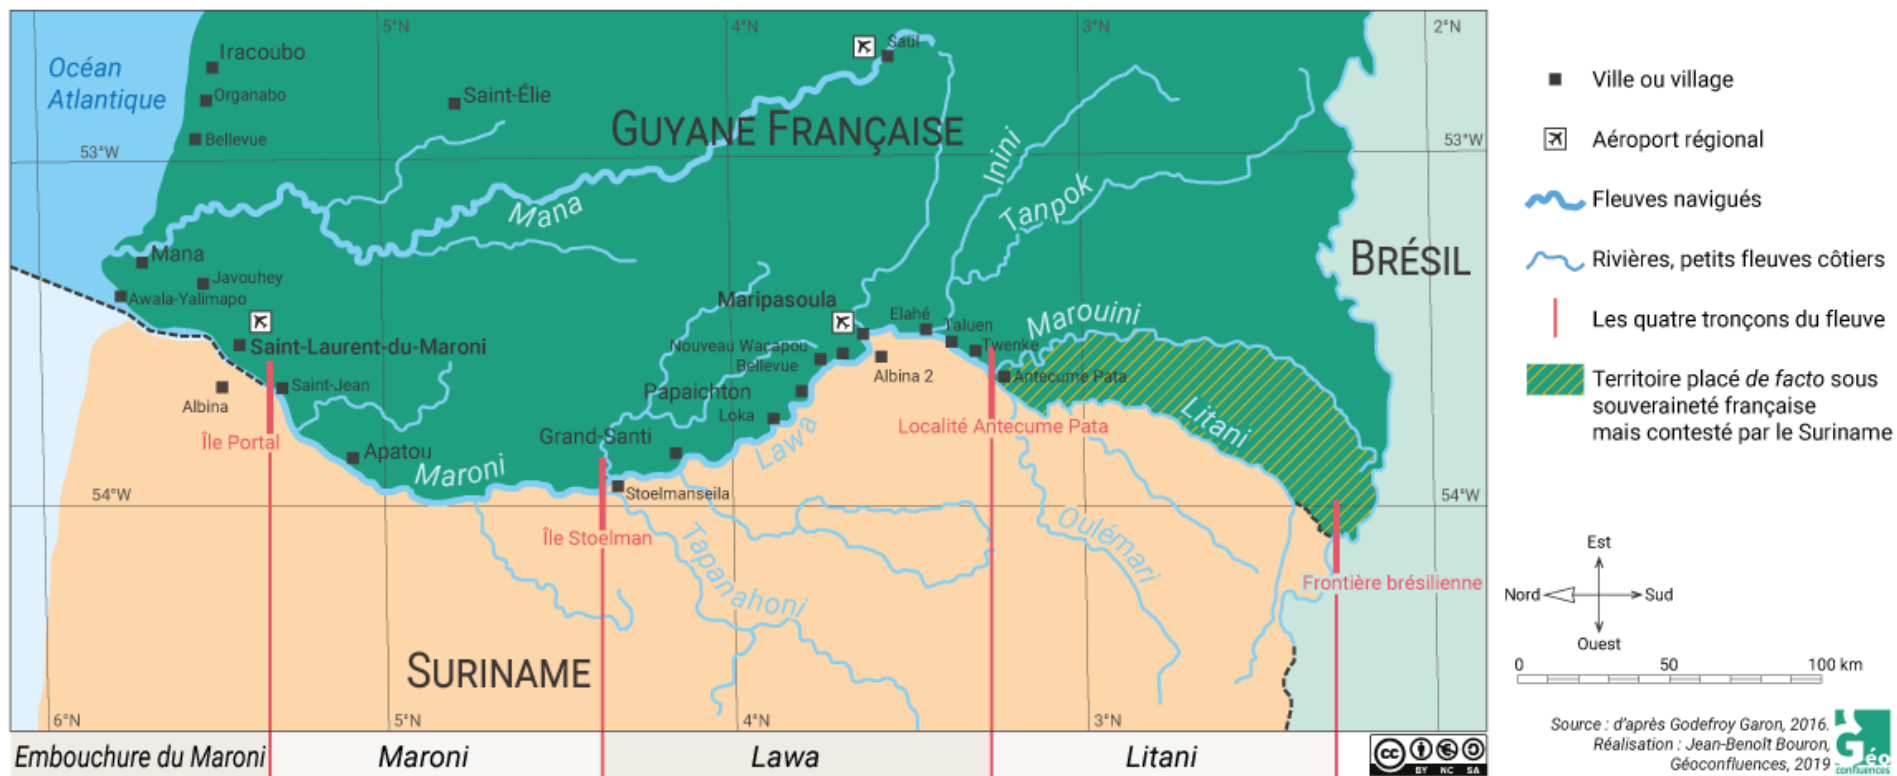 5°N
4°N
3°N
2°N
Océan
Atlantique
Iracoubo
Organabo
Bellevue
Saint-Élie
Saül
GUYANE FRANÇAISE
53°W
53°W
Inini
Tanpok
Mana
BRÉSIL
Mana
Javouhey
Awala-Yalimapo
Saint-Laurent-du-Maroni
Maripasoula
Elahé
Taluen
Twenke
Marouini
Nouveau Wacapou
Bellevue
Albina 2
Antecume Pata
Saint-Jean
Albina
Papaichton
Loka
Litani
Île Portal
Localité Antecume Pata
Grand-Santi
Lawa
Apatou
Maroni
Stoelmanseila
54°W
54°W
Île Stoelman
Tapanahoni
Oulémari
Frontière brésilienne
SURINAME
6°N
5°N
4°N
3°N
Embouchure du Maroni
Maroni
Lawa
Litani
cc
BY NC SA
Ville ou village
Aéroport régional
Fleuves navigués
Rivières, petits fleuves côtiers
Les quatre tronçons du fleuve
Territoire placé de facto sous
souveraineté française
mais contesté par le Suriname
Est
Nord
Sud
Ouest
0 50 100 km
Source : d'après Godefroy Garon, 2016.
Réalisation : Jean-Benoît Bouron,
Géoconfluences, 2019
Géo
confluences